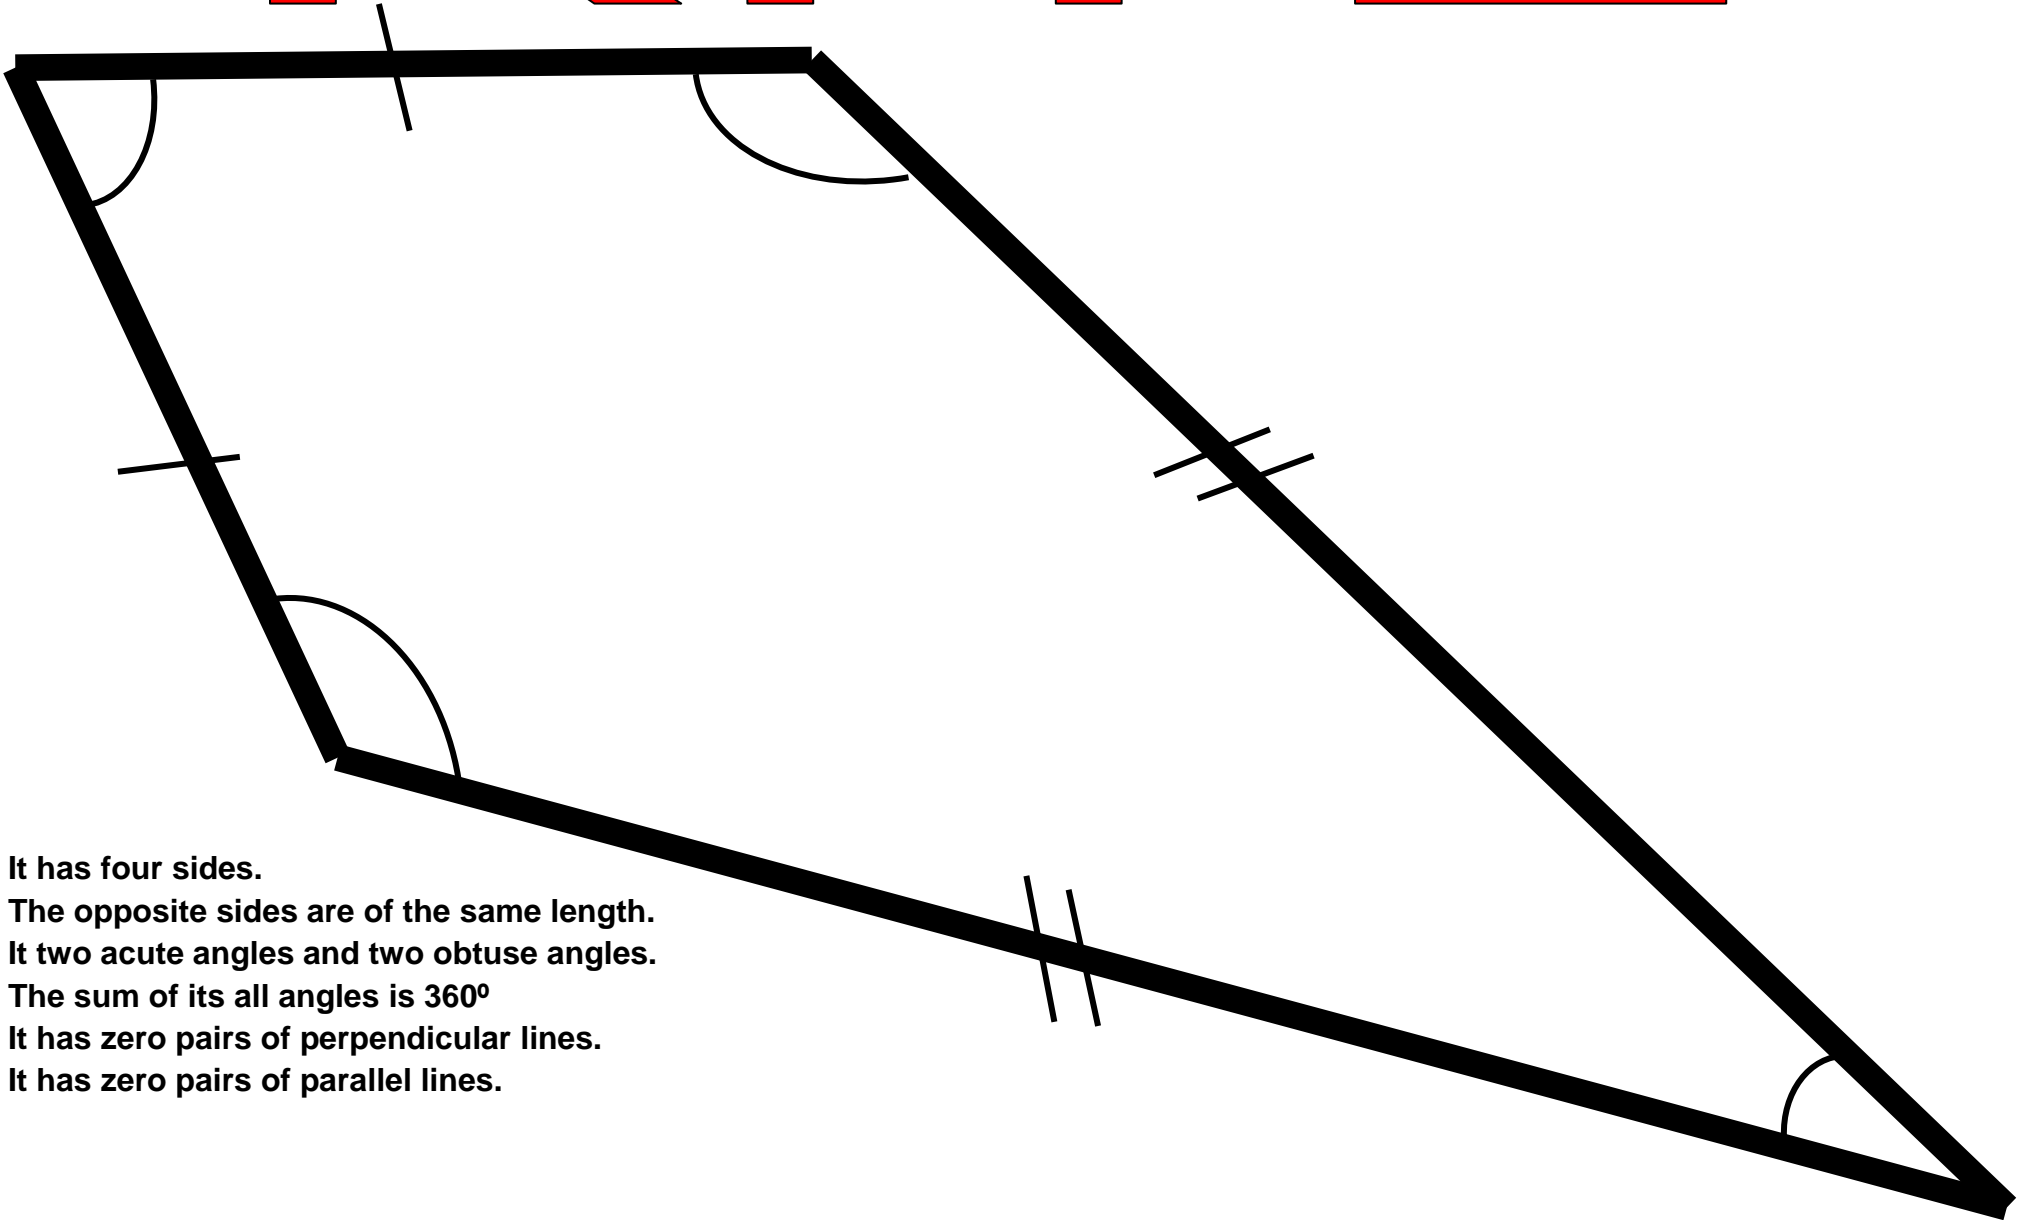 It has four sides.
The opposite sides are of the same length.
It two acute angles and two obtuse angles.
The sum of its all angles is 360⁰
It has zero pairs of perpendicular lines.
It has zero pairs of parallel lines.